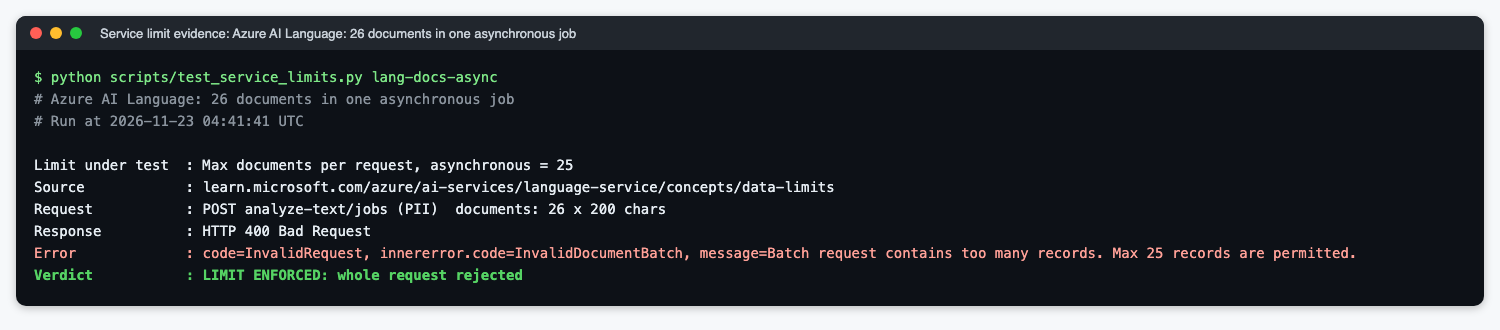 Service limit evidence: Azure AI Language: 26 documents in one asynchronous job
$ python scripts/test_service_limits.py lang-docs-async
# Azure AI Language: 26 documents in one asynchronous job
# Run at 2026-11-23 04:41:41 UTC
Limit under test  : Max documents per request, asynchronous = 25
Source            : learn.microsoft.com/azure/ai-services/language-service/concepts/data-limits
Request           : POST analyze-text/jobs (PII)  documents: 26 x 200 chars
Response          : HTTP 400 Bad Request
Error             : code=InvalidRequest, innererror.code=InvalidDocumentBatch, message=Batch request contains too many records. Max 25 records are permitted.
Verdict           : LIMIT ENFORCED: whole request rejected